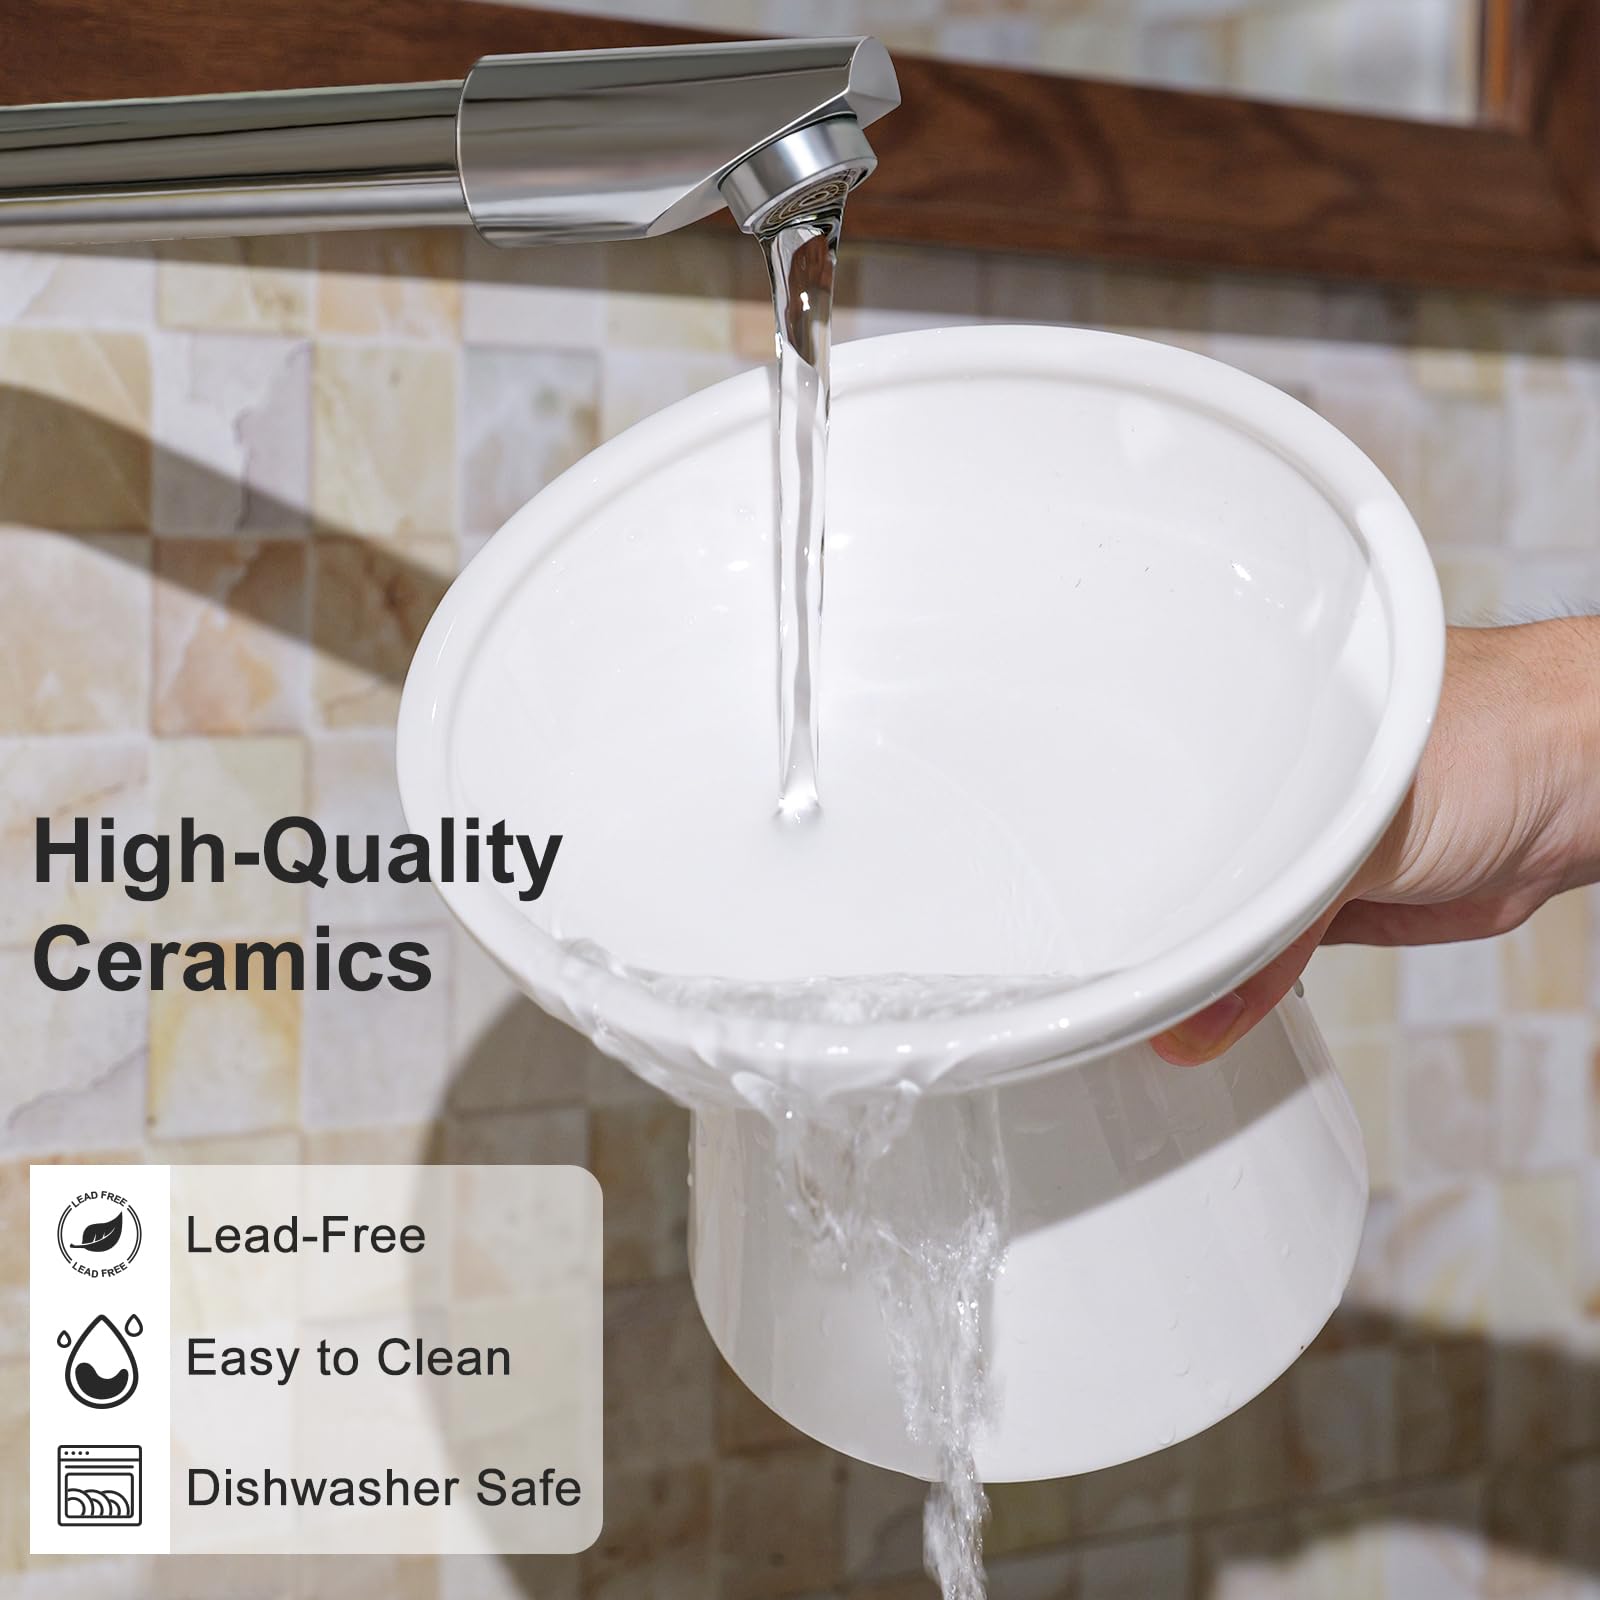 High-Quality
Ceramics
LEAD FREE
LEAD FREE
Lead-Free
Easy to Clean
Dishwasher Safe